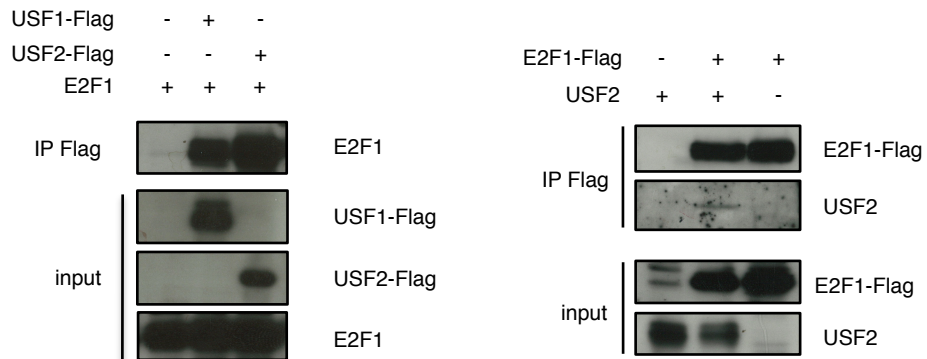 USF1-Flag - + -
USF2-Flag - - +
E2F1 + + +
IP Flag E2F1
USF1-Flag
input USF2-Flag
E2F1
E2F1-Flag - + +
USF2 + + -
E2F1-Flag
IP Flag
USF2
E2F1-Flag
input
USF2